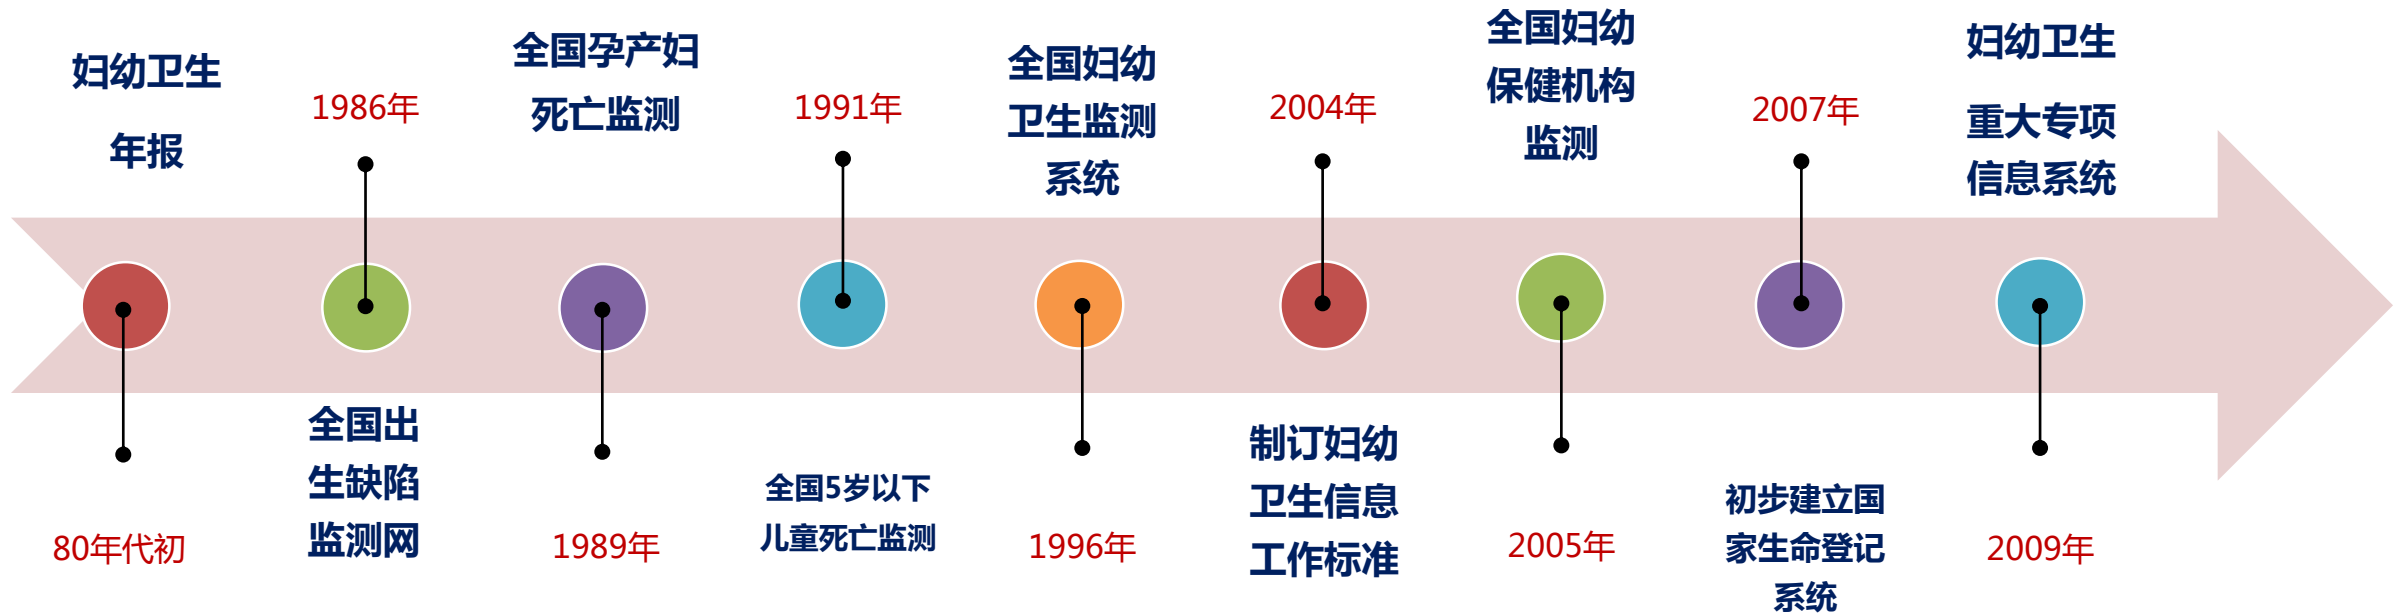 妇幼卫生
年报
80年代初
1986年
全国出
生缺陷
监测网
全国孕产妇
死亡监测
1989年
1991年
全国5岁以下
儿童死亡监测
全国妇幼
卫生监测
系统
1996年
2004年
制订妇幼
卫生信息
工作标准
全国妇幼
保健机构
监测
2005年
2007年
初步建立国
家生命登记
系统
妇幼卫生
重大专项
信息系统
2009年